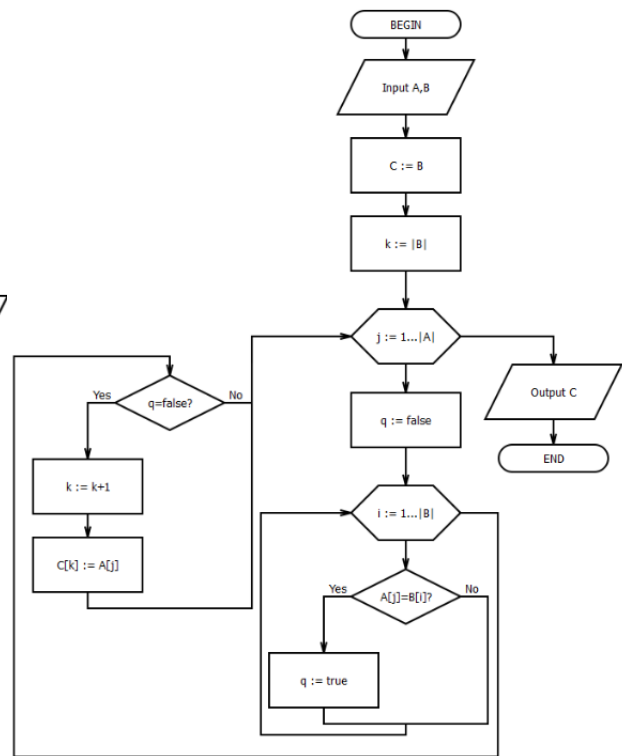 BEGIN
Input A,B
C := B
k := |B|
j := 1...|A|
Output C
END
q := false
i := 1...|B|
A[j]=B[i]?
Yes
No
q := true
q=false?
Yes
No
k := k+1
C[k] := A[j]